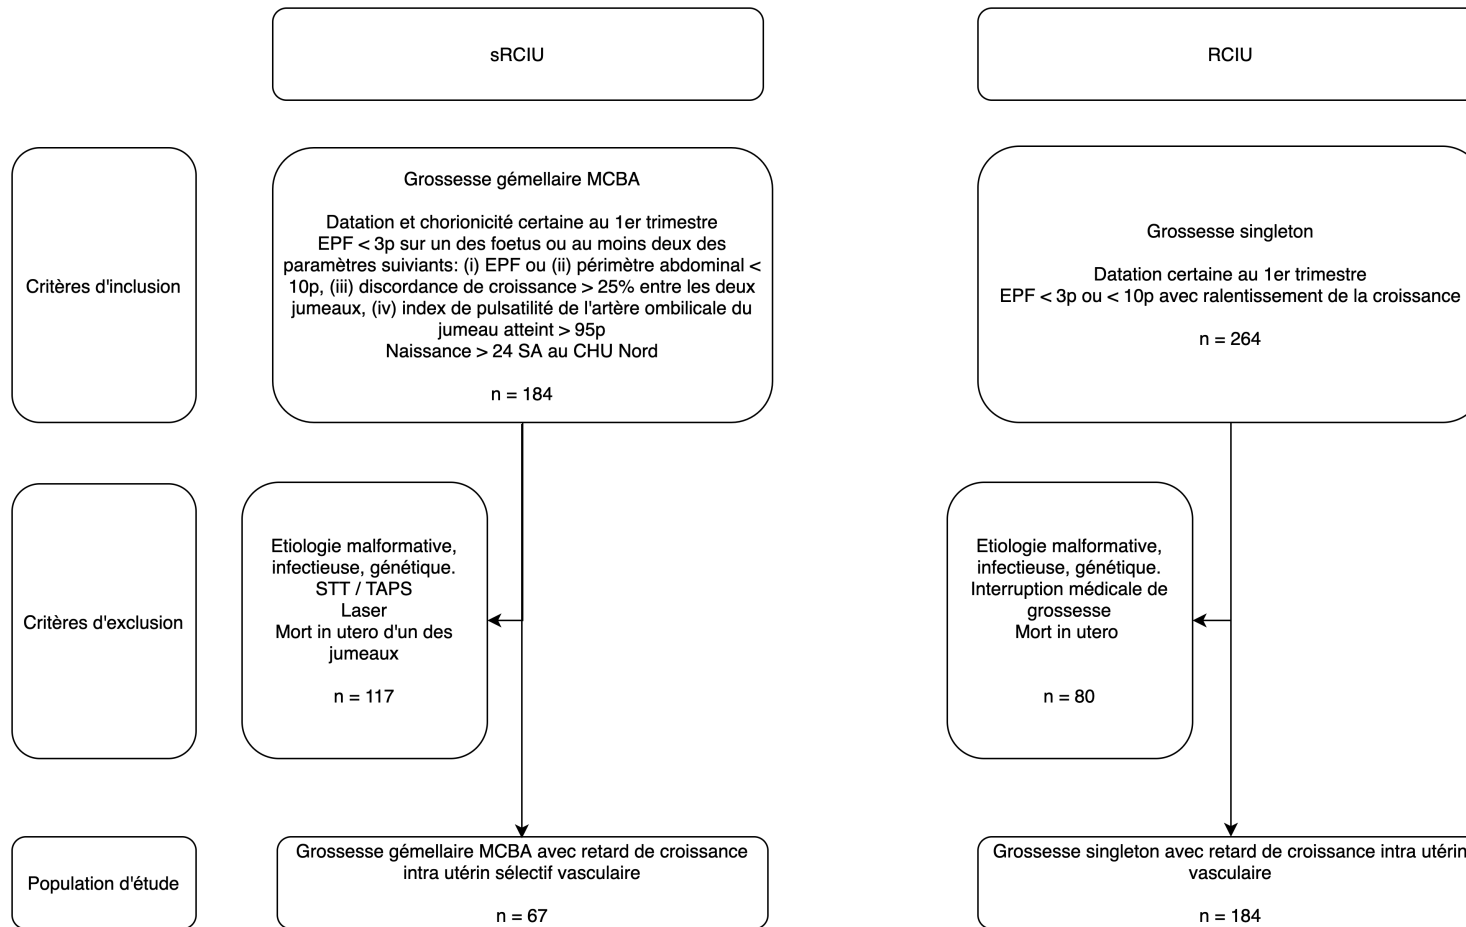 sRCIU
RCIU
Critères d'inclusion
Grossesse gémellaire MCBA
Datation et chorionicité certaine au 1er trimestre
EPF < 3p sur un des foetus ou au moins deux des
paramètres suiviants: (i) EPF ou (ii) périmètre abdominal <
10p, (iii) discordance de croissance > 25% entre les deux
jumeaux, (iv) index de pulsatilité de l'artère ombilicale du
jumeau atteint > 95p
Naissance > 24 SA au CHU Nord
n = 184
Grossesse singleton
Datation certaine au 1er trimestre
EPF < 3p ou < 10p avec ralentissement de la croissance
n = 264
Critères d'exclusion
Etiologie malformative,
infectieuse, génétique.
STT / TAPS
Laser
Mort in utero d'un des
jumeaux
n = 117
Etiologie malformative,
infectieuse, génétique.
Interruption médicale de
grossesse
Mort in utero
n = 80
Population d'étude
Grossesse gémellaire MCBA avec retard de croissance
intra utérin sélectif vasculaire
n = 67
Grossesse singleton avec retard de croissance intra utérin
vasculaire
n = 184